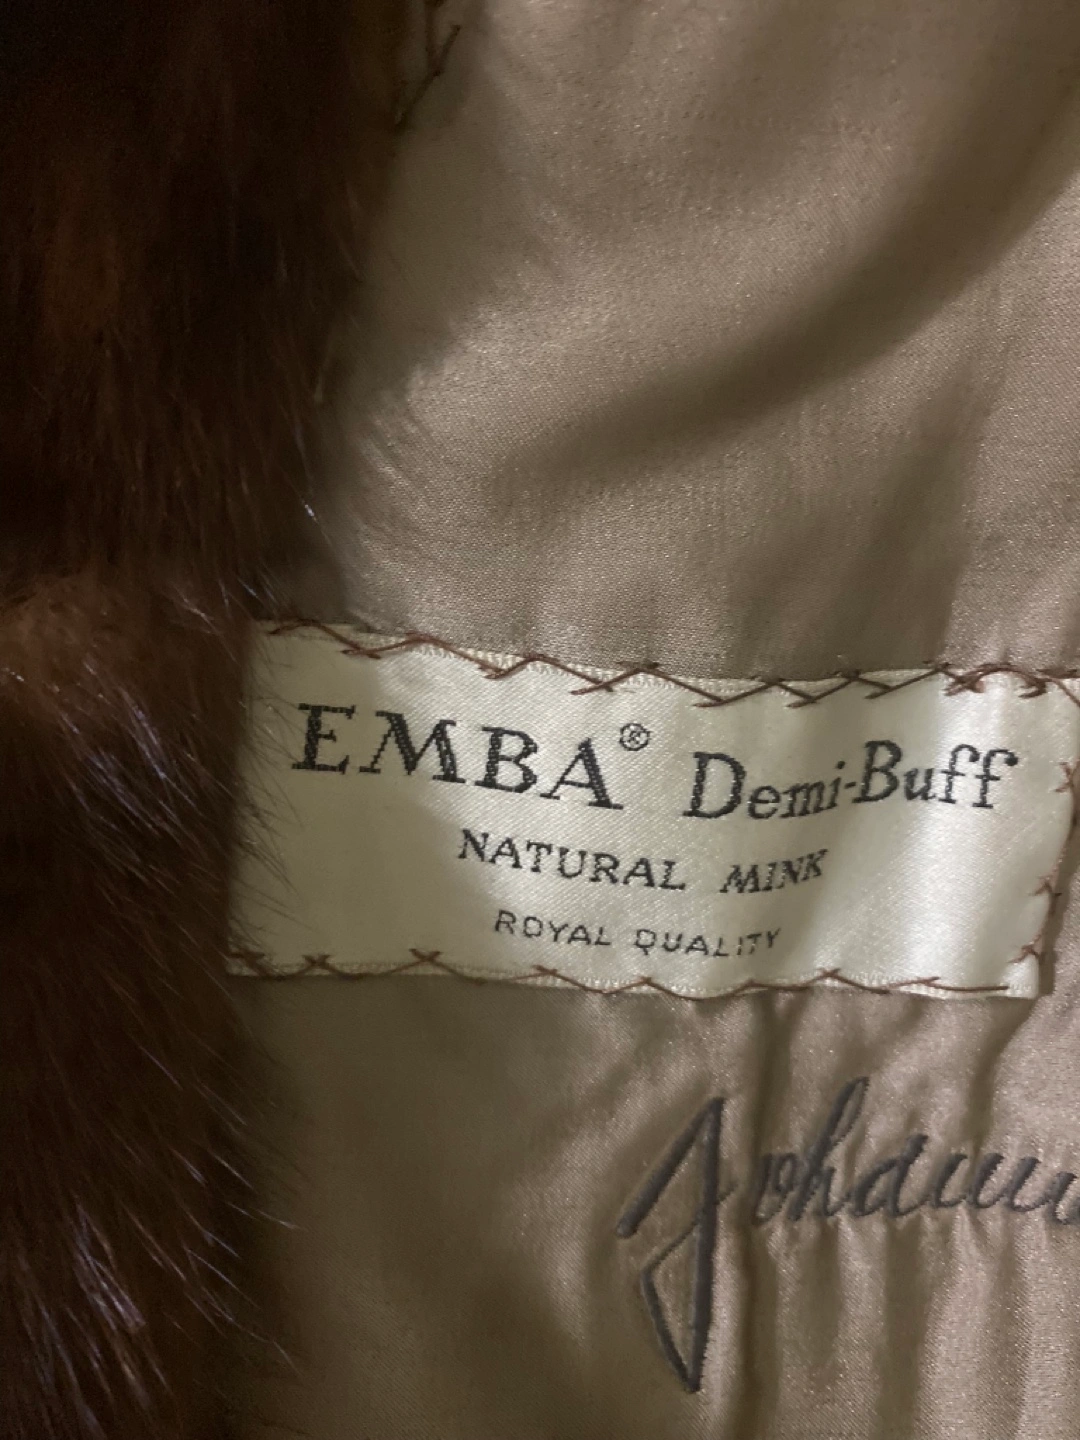 EMBA® Demi-Buff
NATURAL MINK
ROYAL QUALITY